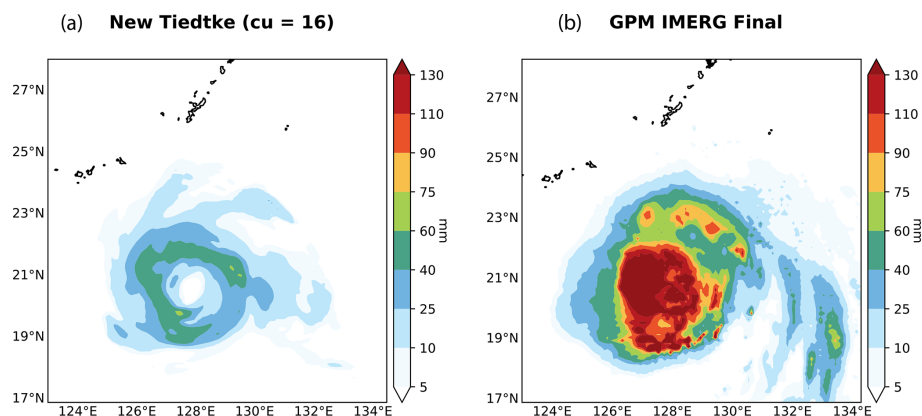 (a) New Tiedtke (cu = 16)
(b) GPM IMERG Final
27°N
25°N
23°N
21°N
19°N
17°N
124°E 126°E 128°E 130°E 132°E 134°E
130
110
90
75
60
40
25
10
5
mm
27°N
25°N
23°N
21°N
19°N
17°N
124°E 126°E 128°E 130°E 132°E 134°E
130
110
90
75
60
40
25
10
5
mm